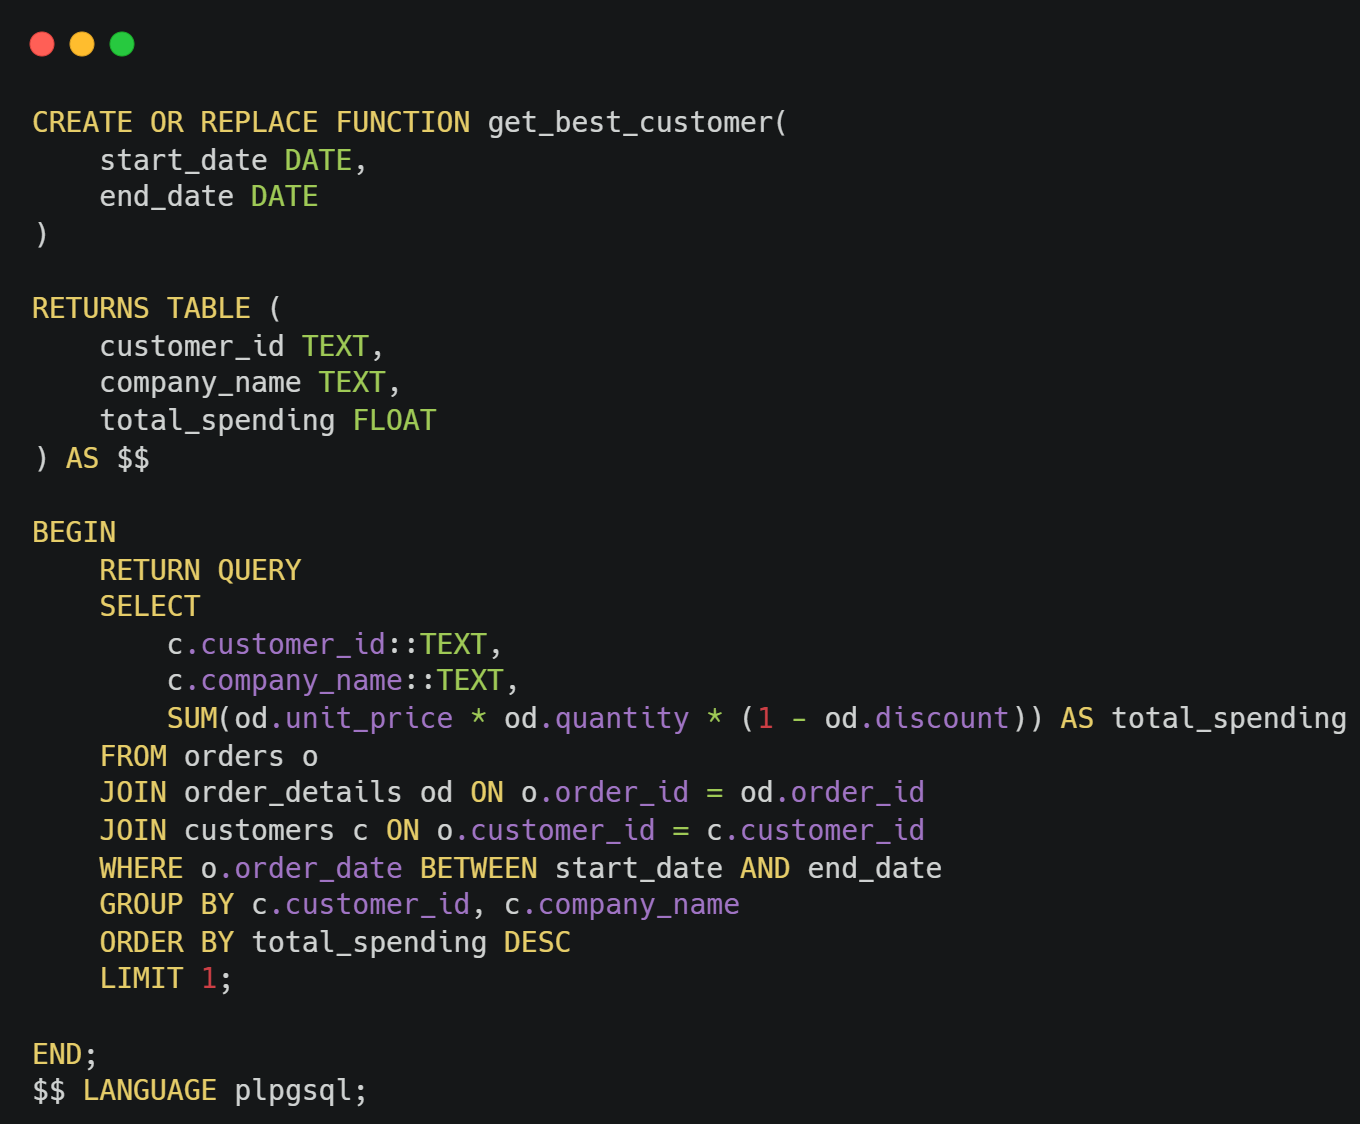 CREATE OR REPLACE FUNCTION get_best_customer(
    start_date DATE,
    end_date DATE
)
RETURNS TABLE (
    customer_id TEXT,
    company_name TEXT,
    total_spending FLOAT
) AS $$
BEGIN
    RETURN QUERY
    SELECT
        c.customer_id::TEXT,
        c.company_name::TEXT,
        SUM(od.unit_price * od.quantity * (1 - od.discount)) AS total_spending
    FROM orders o
    JOIN order_details od ON o.order_id = od.order_id
    JOIN customers c ON o.customer_id = c.customer_id
    WHERE o.order_date BETWEEN start_date AND end_date
    GROUP BY c.customer_id, c.company_name
    ORDER BY total_spending DESC
    LIMIT 1;
END;
$$ LANGUAGE plpgsql;